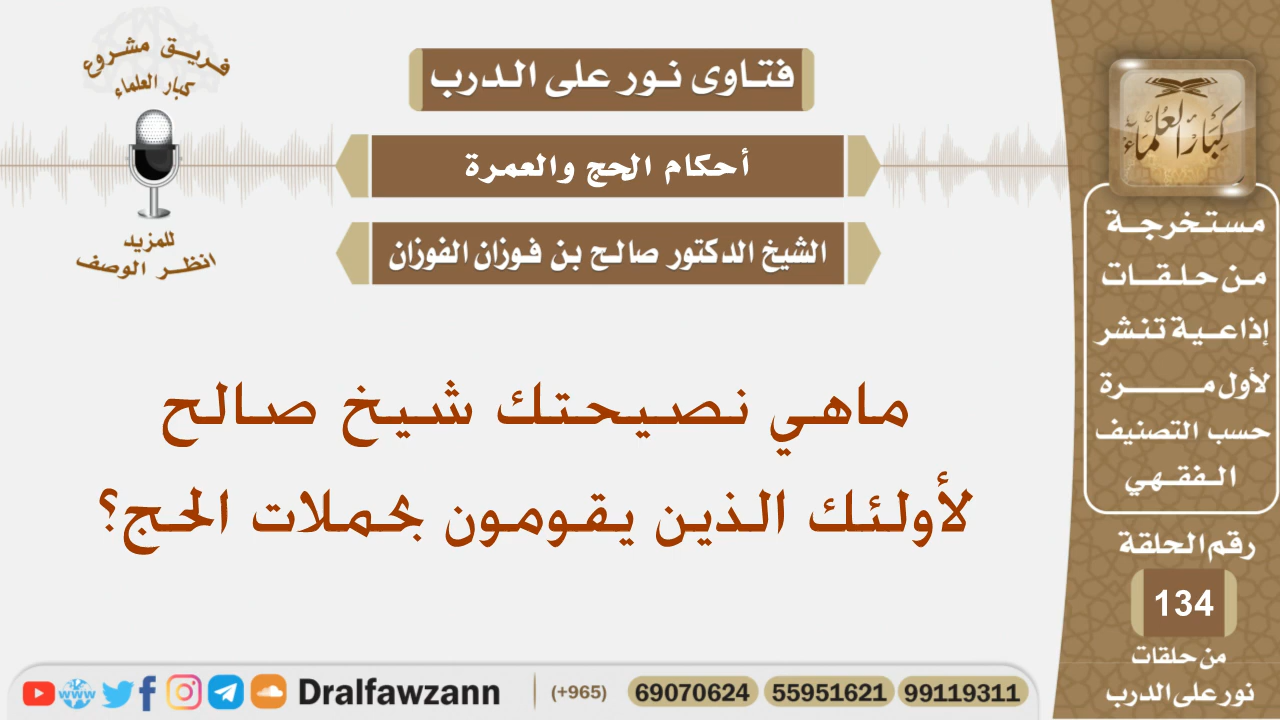 فريق مشروع
كبار العلماء
للمزيد
انظر الوصف
فتاوى نور على الدرب
أحكام الحج والعمرة
الشيخ الدكتور صالح بن فوزان الفوزان
ماهي نصيحتك شيخ صالح
لأولئك الذين يقومون بحملات الحج؟
كبار العلماء
مستخرجة
من حلقات
إذاعية تنشر
لأول مرة
حسب التصنيف
الفقهي
رقم الحلقة
134
من حلقات
نور على الدرب
www Dralfawzann (+965) 69070624 55951621 99119311